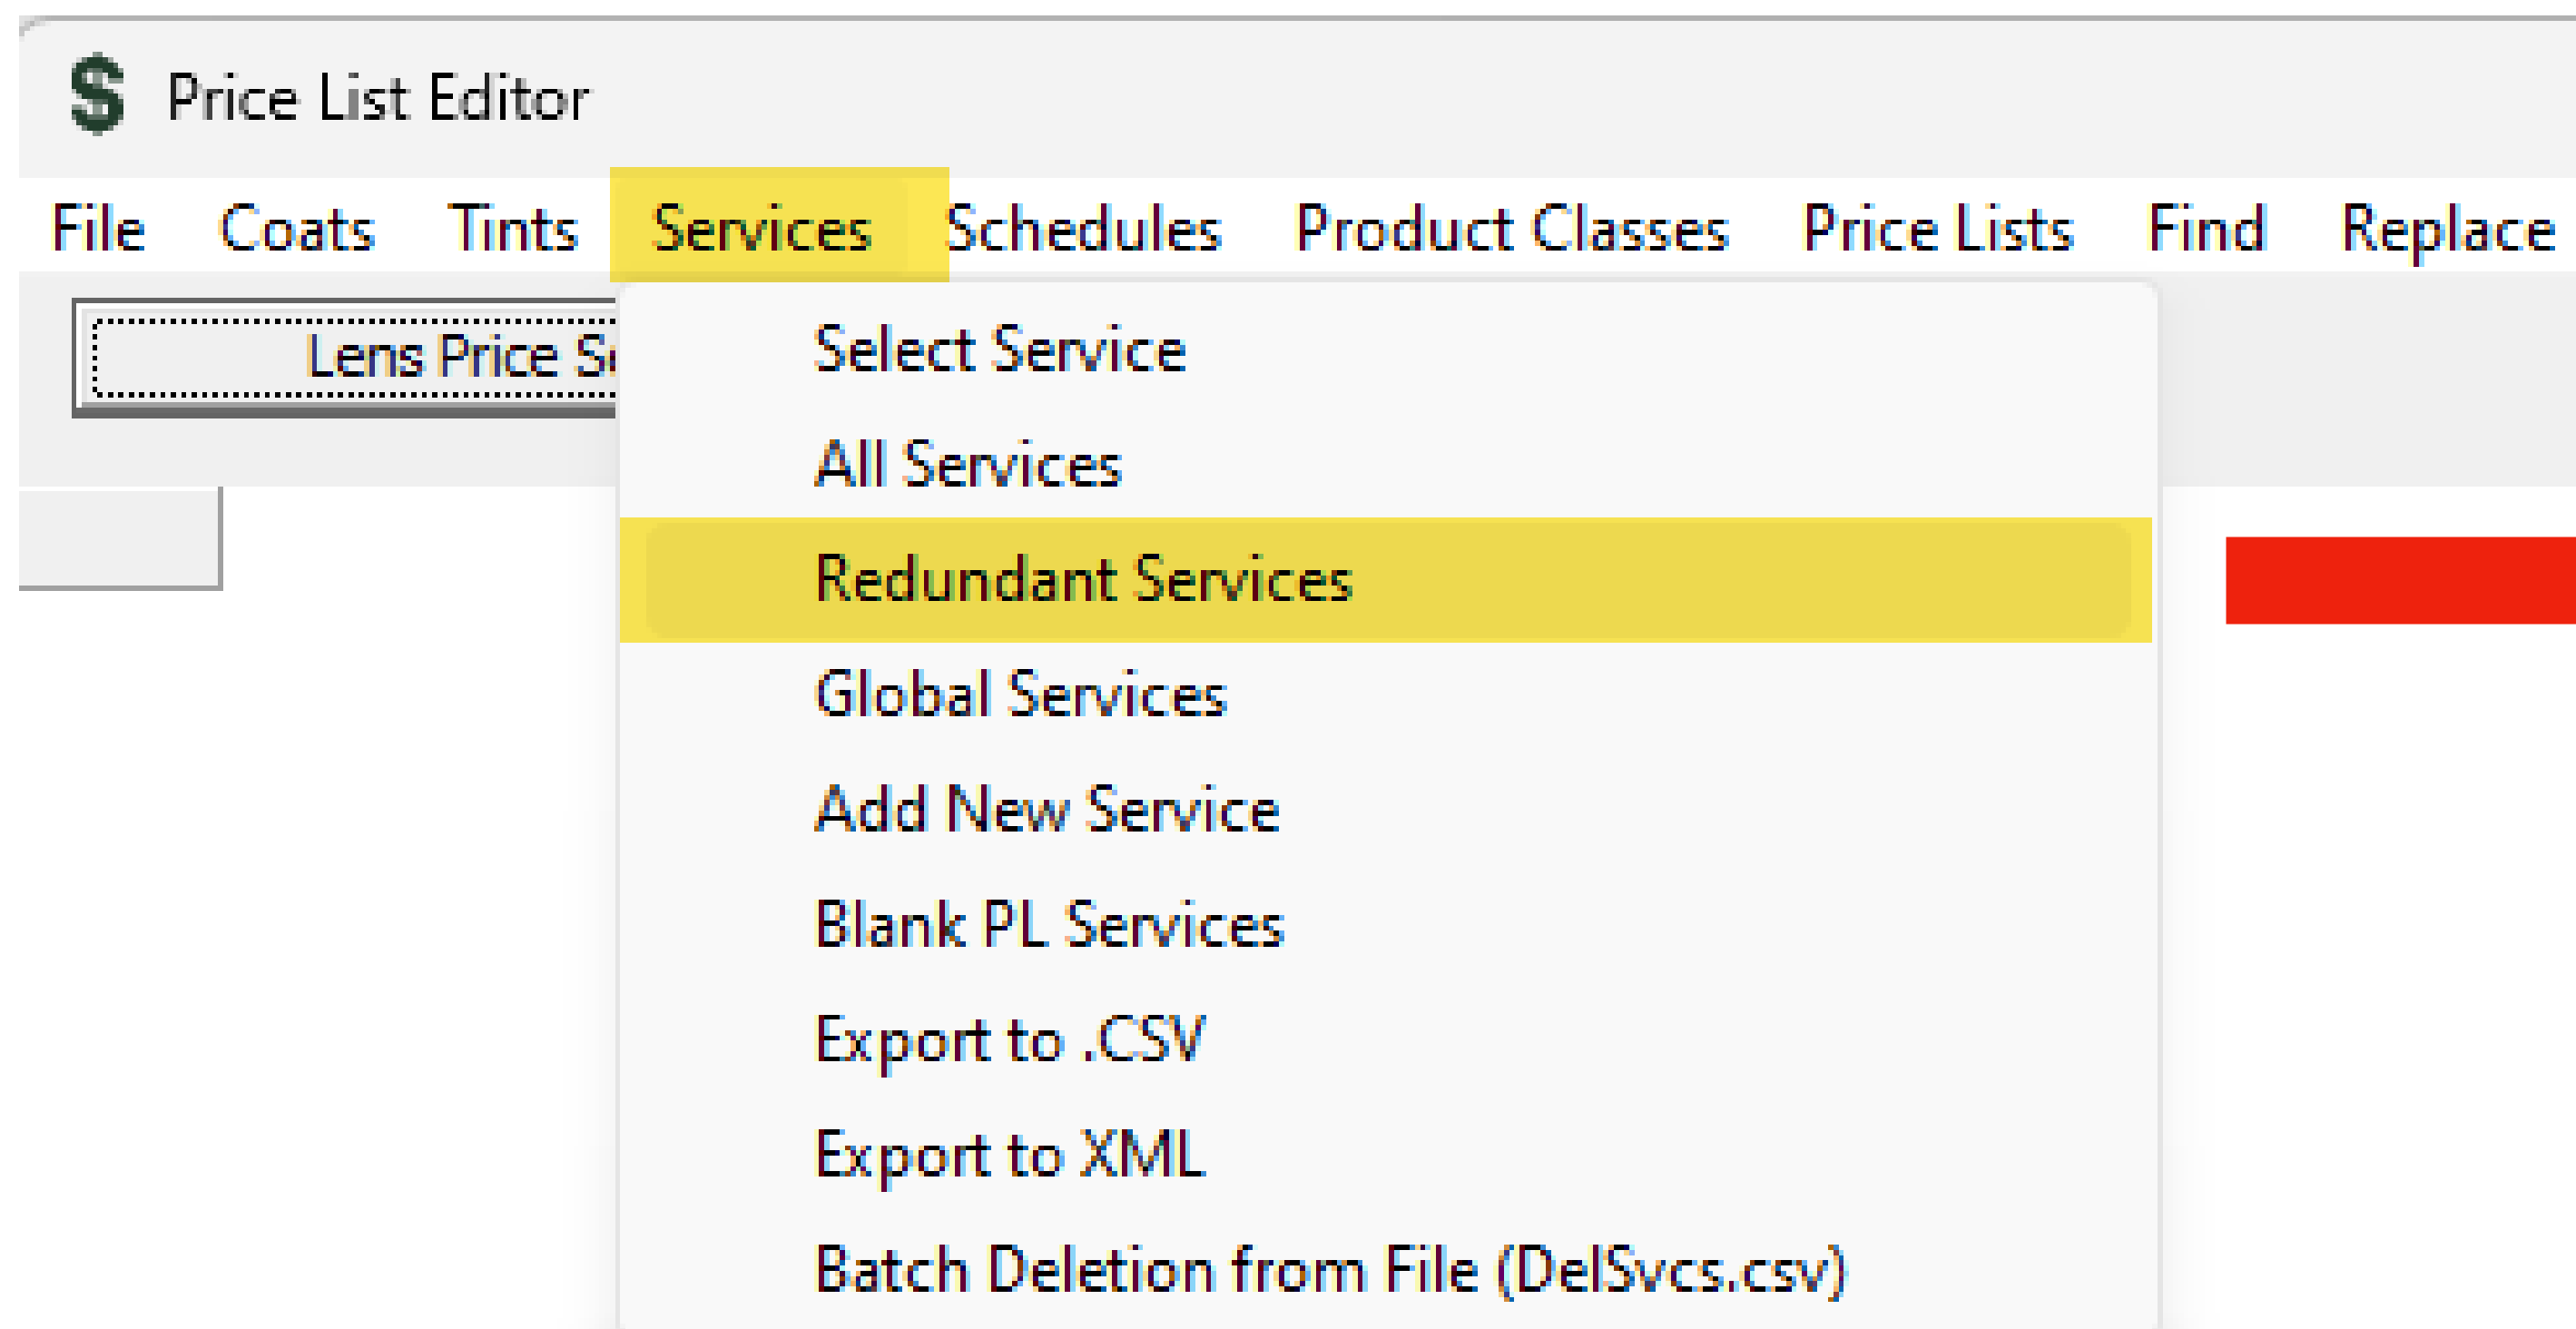 $ Price List Editor
File Coats Tints Services Schedules Product Classes Price Lists Find Replace
Lens Price
Select Service
All Services
Redundant Services
Global Services
Add New Service
Blank PL Services
Export to .CSV
Export to XML
Batch Deletion from File (DelSvcs.csv)